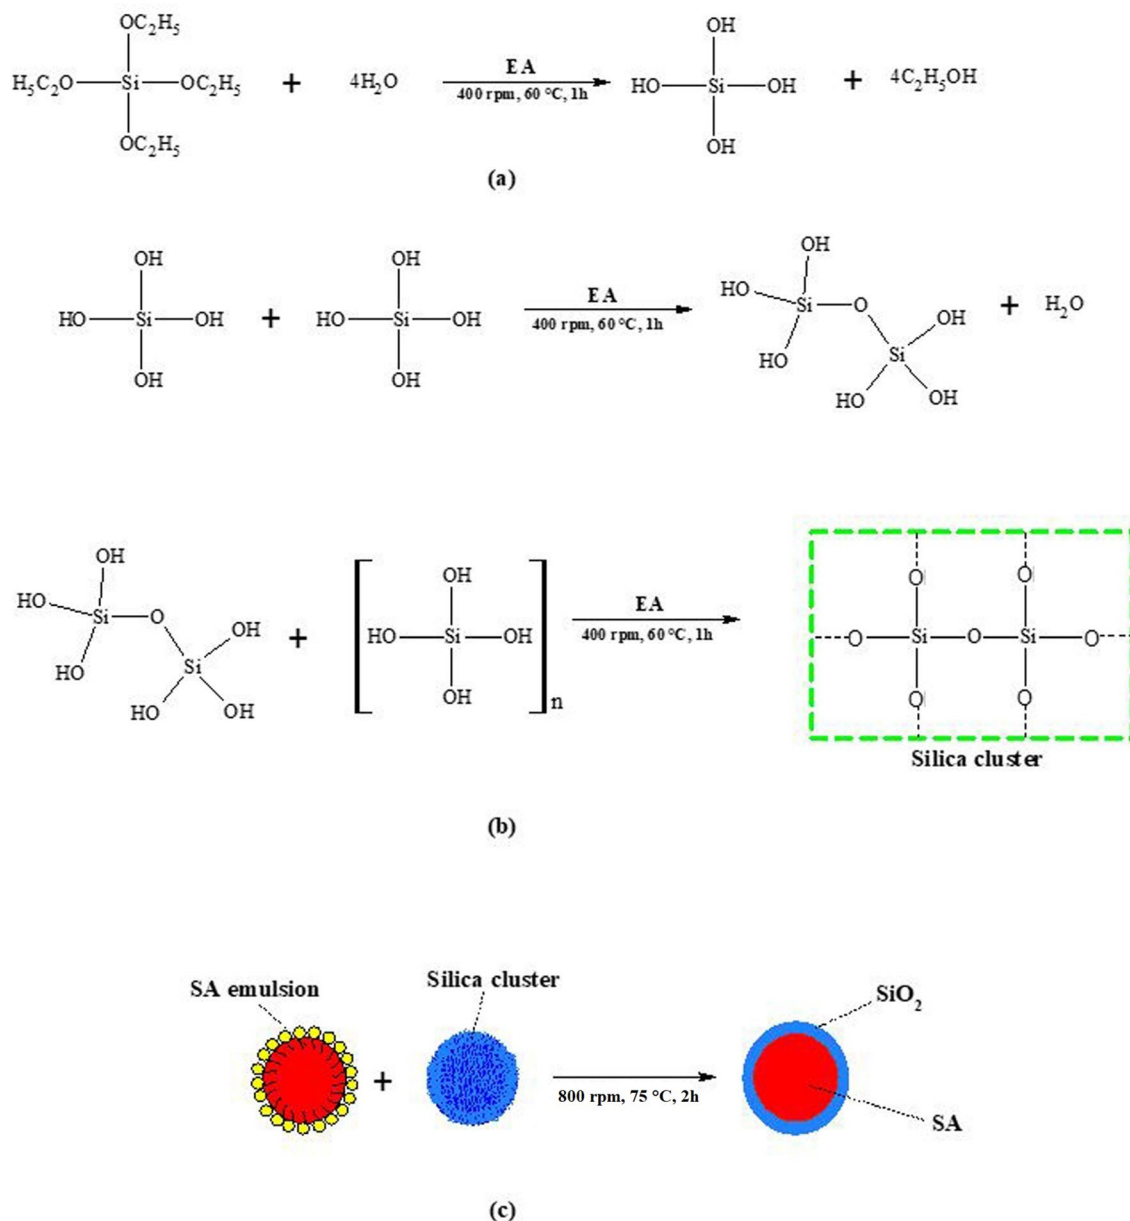 OC2H5
H5C2O Si OC2H5 + 4H2O EA HO Si OH + 4C2H5OH
400 rpm, 60 °C, 1h
OC2H5
OH
OH
(a)
OH OH OH
HO Si OH + HO Si OH EA HO Si O OH + H2O
400 rpm, 60 °C, 1h
OH OH HO Si
HO OH
OH
HO Si O OH
HO Si
HO OH
+
OH
HO Si OH
OH
n
EA
400 rpm, 60 °C, 1h
O O
O Si O Si O
O O
Silica cluster
(b)
SA emulsion
+
Silica cluster
800 rpm, 75 °C, 2h
SiO2
SA
(c)